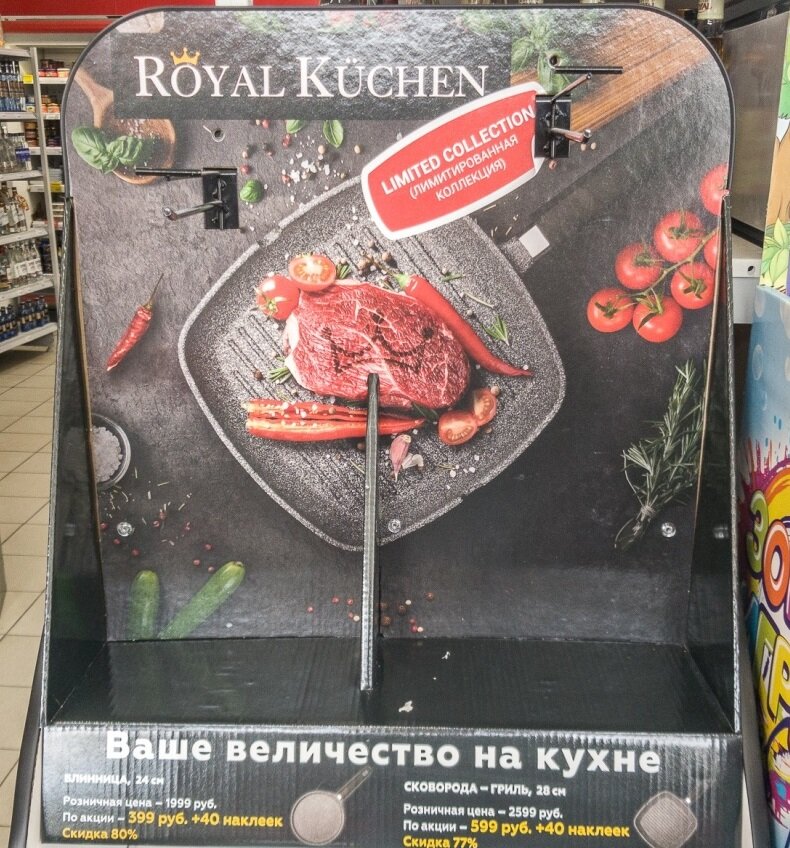 ROYAL KÜCHEN
LIMITED COLLECTION
(ЛИМИТИРОВАННАЯ
КОЛЛЕКЦИЯ)
Ваше величество на кухне
БЛИННИЦА, 24 см
Розничная цена – 1999 руб.
По акции – 399 руб. +40 наклеек
Скидка 80%
СКОВОРОДА – ГРИЛЬ, 28 см
Розничная цена – 2599 руб.
По акции – 599 руб. +40 наклеек
Скидка 77%